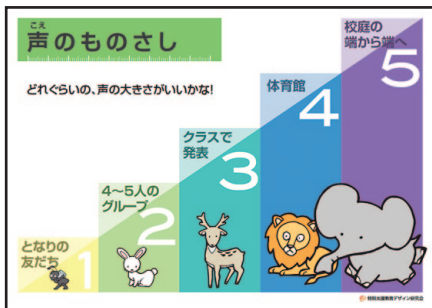 こえ
声のものさし
どれぐらいの、声の大きさがいいかな!
校庭の
端から端へ
5
体育館
4
クラスで
発表
3
4~5人の
グループ
2
となりの
友だち
1